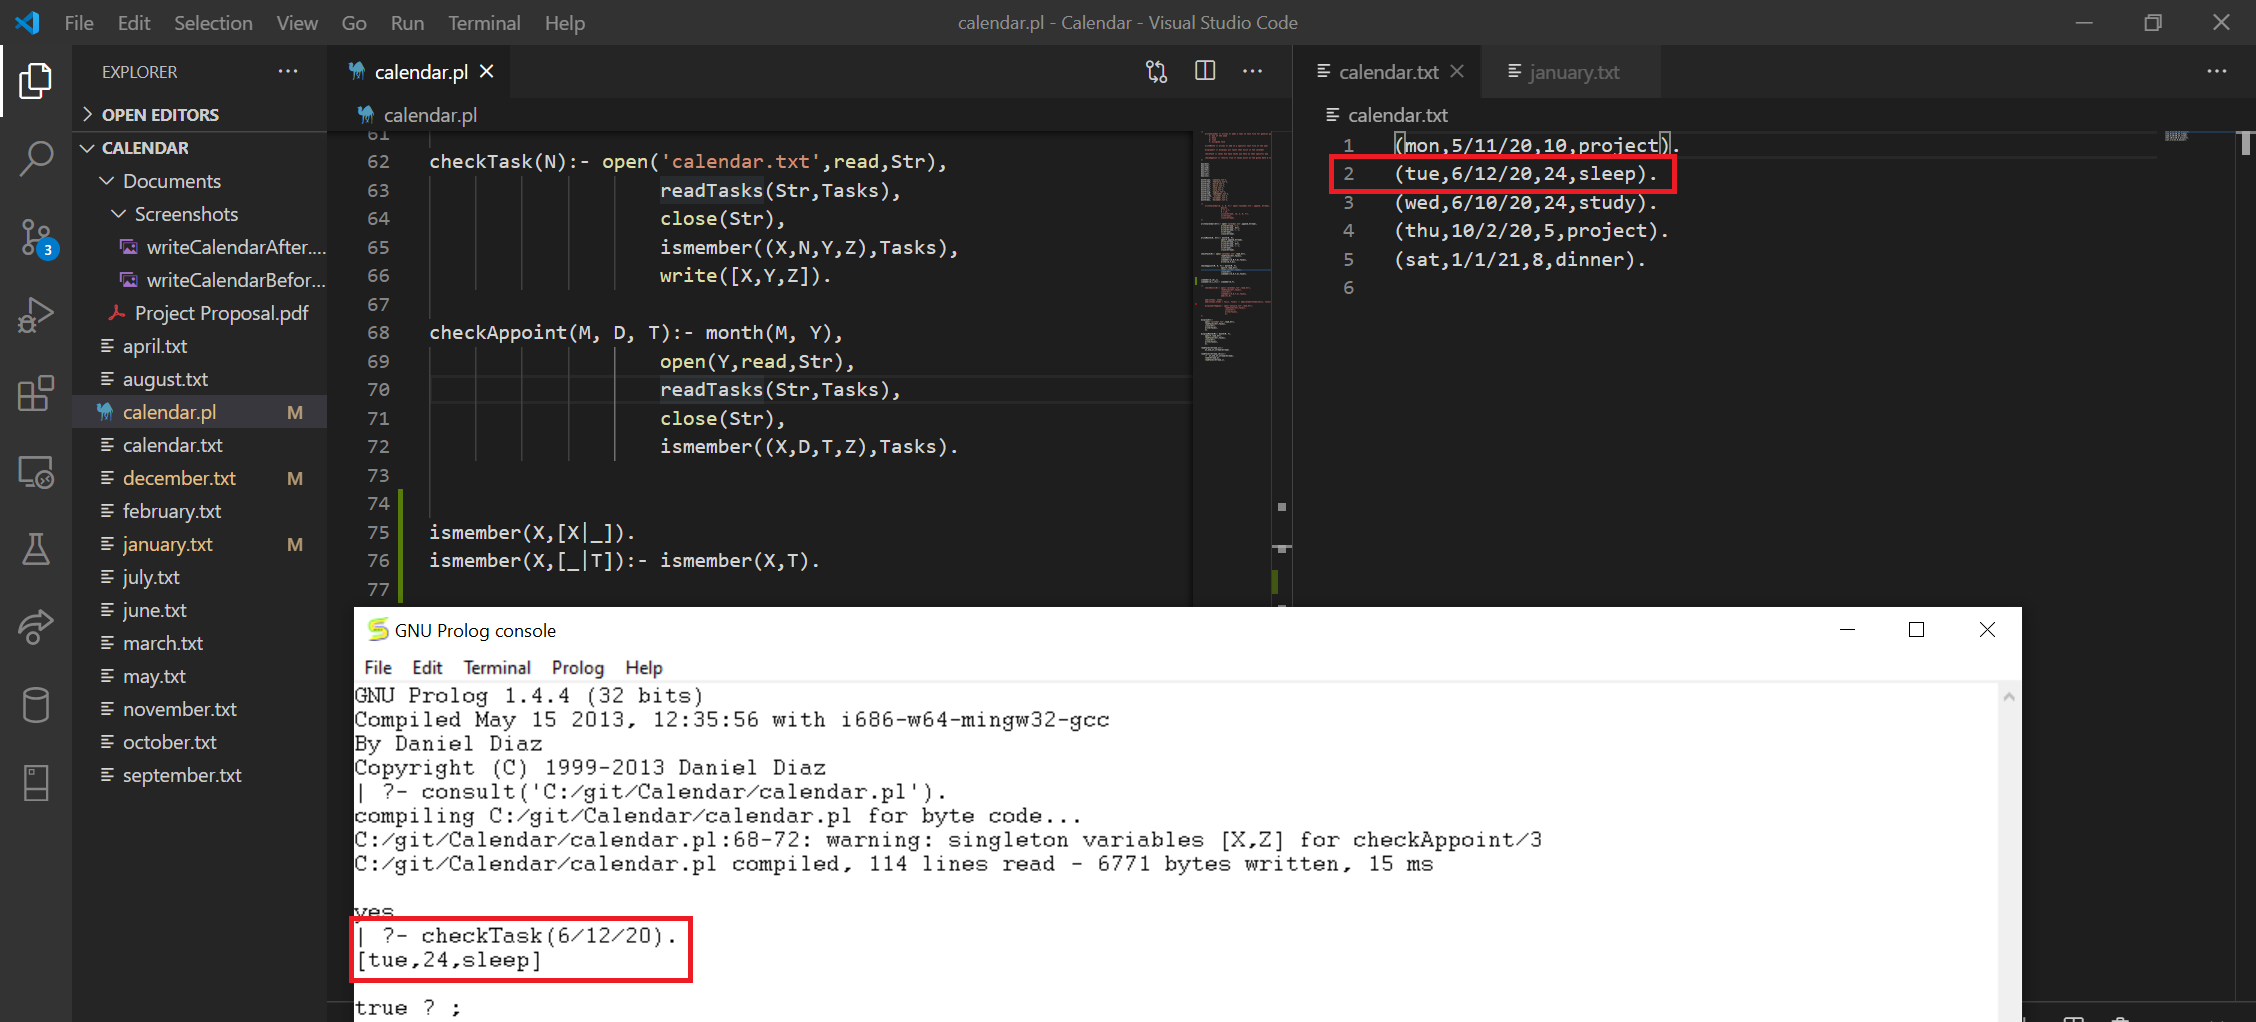 File Edit Selection View Go Run Terminal Help
calendar.pl - Calendar - Visual Studio Code
EXPLORER
OPEN EDITORS
CALENDAR
Documents
Screenshots
writeCalendarAfter....
3
writeCalendarBefor...
Project Proposal.pdf
april.txt
august.txt
calendar.pl M
calendar.txt
december.txt M
february.txt
january.txt M
july.txt
june.txt
march.txt
may.txt
november.txt
october.txt
september.txt
calendar.pl
calendar.pl
61
62 checkTask(N):- open('calendar.txt',read,Str),
63 readTasks(Str,Tasks),
64 close(Str),
65 ismember((X,N,Y,Z),Tasks),
66 write([X,Y,Z]).
67
68 checkAppoint(M, D, T):- month(M, Y),
69 open(Y,read,Str),
70 readTasks(Str,Tasks),
71 close(Str),
72 ismember((X,D,T,Z),Tasks).
73
74
75 ismember(X,[X|_]).
76 ismember(X,[_|T]):- ismember(X,T).
77
calendar.txt january.txt
calendar.txt
1 (mon,5/11/20,10,project).
2 (tue,6/12/20,24,sleep).
3 (wed,6/10/20,24,study).
4 (thu,10/2/20,5,project).
5 (sat,1/1/21,8,dinner).
6
GNU Prolog console
File Edit Terminal Prolog Help
GNU Prolog 1.4.4 (32 bits)
Compiled May 15 2013, 12:35:56 with i686-w64-mingw32-gcc
By Daniel Diaz
Copyright (C) 1999-2013 Daniel Diaz
| ?- consult('C:/git/Calendar/calendar.pl').
compiling C:/git/Calendar/calendar.pl for byte code...
C:/git/Calendar/calendar.pl:68-72: warning: singleton variables [X,Z] for checkAppoint/3
C:/git/Calendar/calendar.pl compiled, 114 lines read - 6771 bytes written, 15 ms
yes
| ?- checkTask(6/12/20).
[tue,24,sleep]
true ? ;